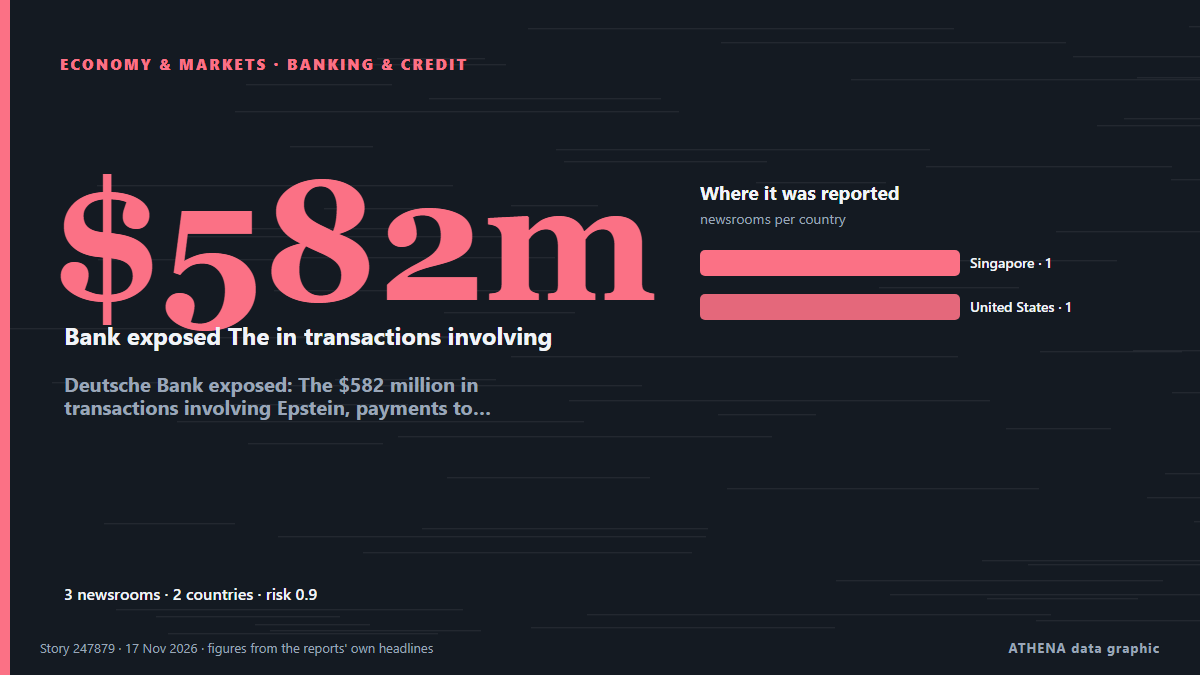 ECONOMY & MARKETS · BANKING & CREDIT
$582m
Bank exposed The in transactions involving
Deutsche Bank exposed: The $582 million in
transactions involving Epstein, payments to…
Where it was reported
newsrooms per country
Singapore · 1
United States · 1
3 newsrooms · 2 countries · risk 0.9
Story 247879 · 17 Nov 2026 · figures from the reports' own headlines
ATHENA data graphic